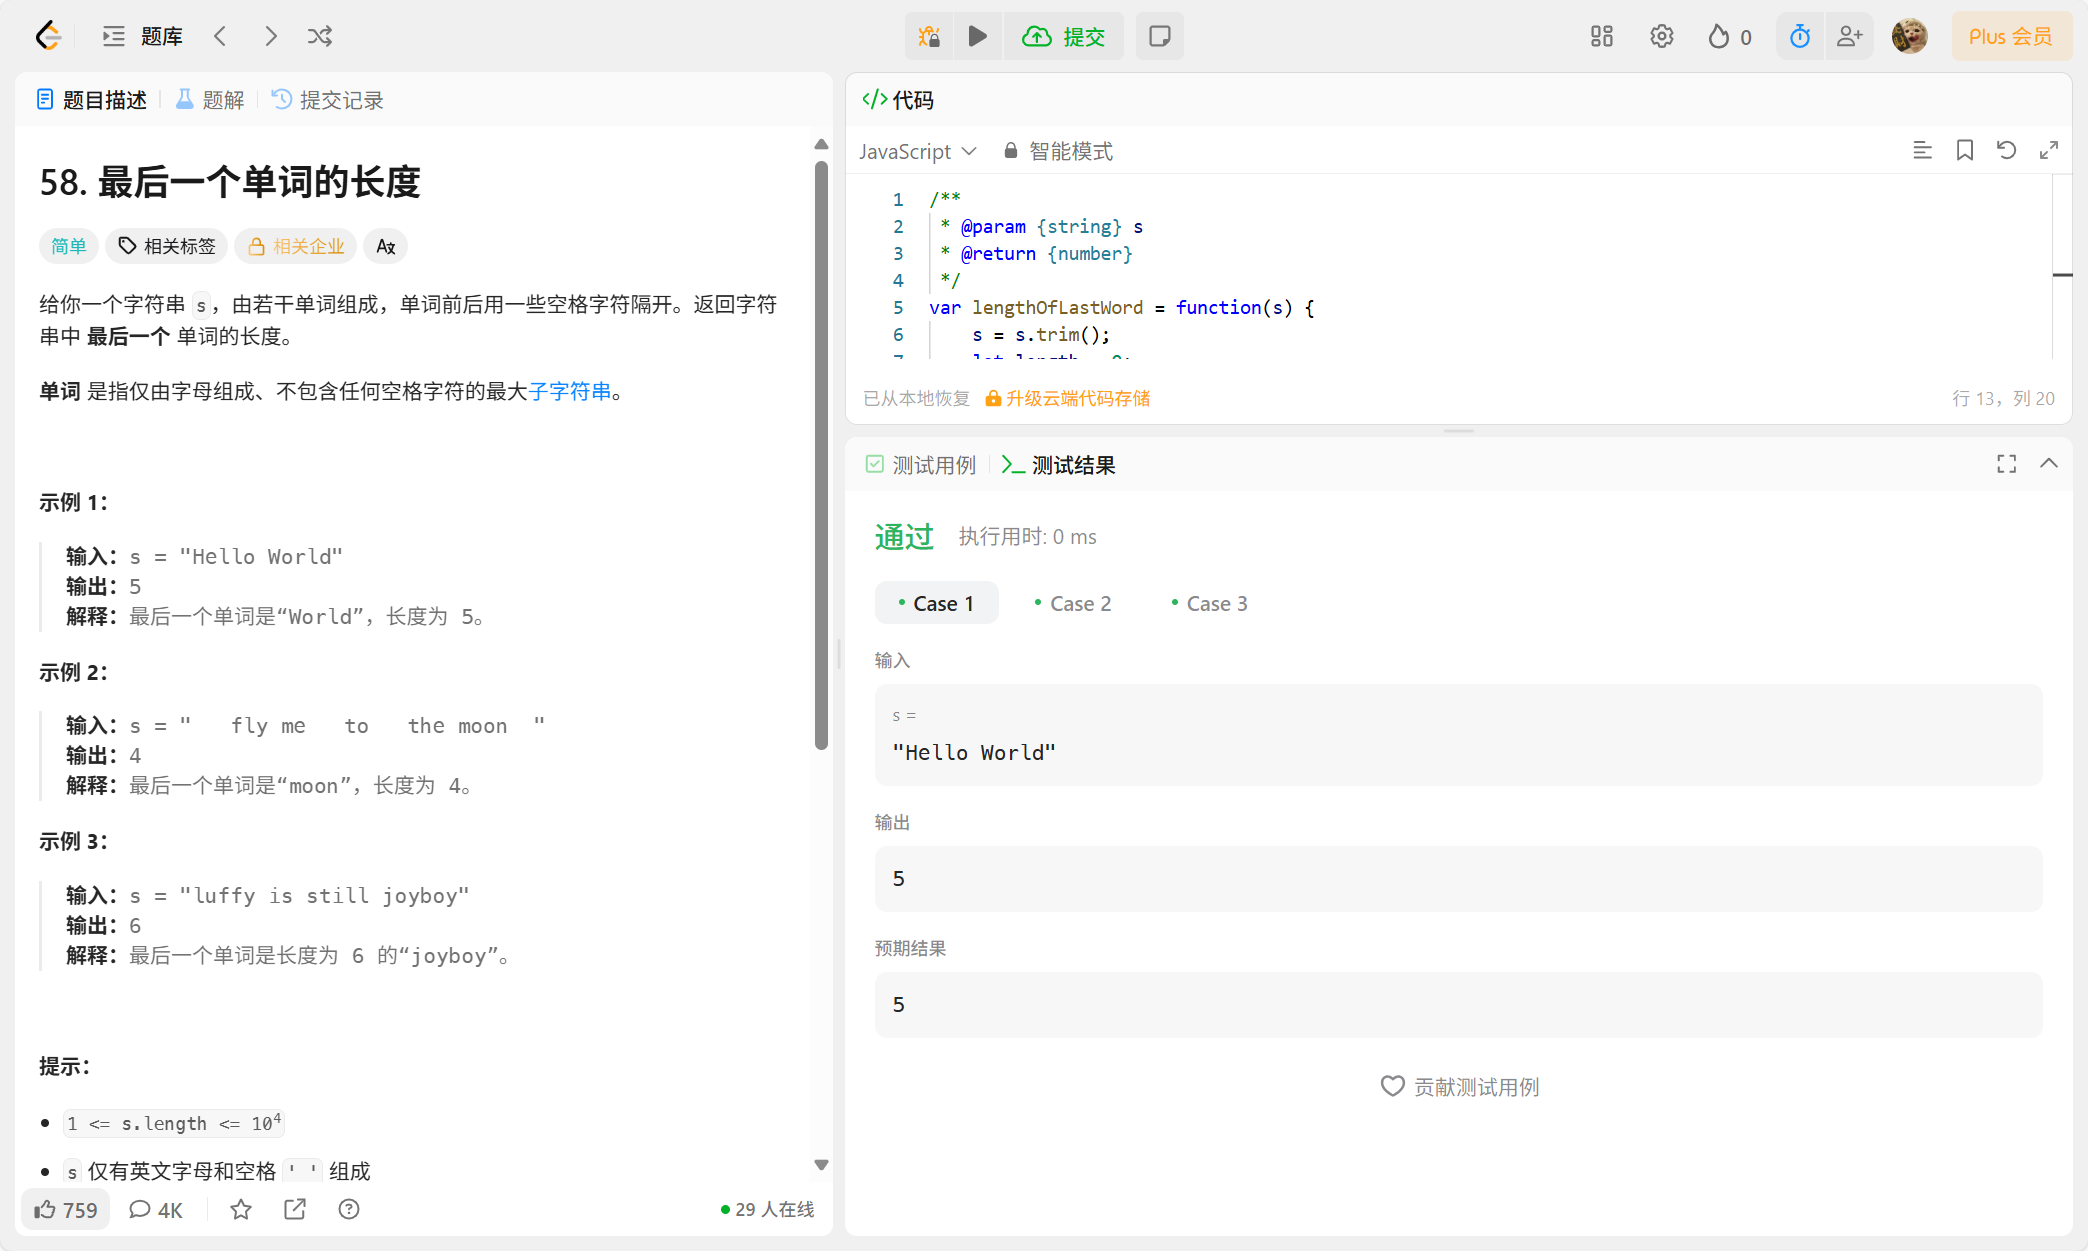 题库
提交
0
Plus 会员
题目描述
题解
提交记录
58. 最后一个单词的长度
简单
相关标签
相关企业
给你一个字符串 s，由若干单词组成，单词前后用一些空格字符隔开。返回字符
串中 最后一个 单词的长度。
单词 是指仅由字母组成、不包含任何空格字符的最大子字符串。
示例 1：
输入：s = "Hello World"
输出：5
解释：最后一个单词是“World”，长度为 5。
示例 2：
输入：s = "   fly me   to   the moon  "
输出：4
解释：最后一个单词是“moon”，长度为 4。
示例 3：
输入：s = "luffy is still joyboy"
输出：6
解释：最后一个单词是长度为 6 的“joyboy”。
提示：
1 <= s.length <= 10⁴
s 仅有英文字母和空格 ' ' 组成
759
4K
29 人在线
</>代码
JavaScript
智能模式
1 /**
2  * @param {string} s
3  * @return {number}
4  */
5 var lengthOfLastWord = function(s) {
6     s = s.trim();
7     let length = 0;
已从本地恢复
升级云端代码存储
行 13，列 20
测试用例
测试结果
通过
执行用时: 0 ms
Case 1
Case 2
Case 3
输入
s =
"Hello World"
输出
5
预期结果
5
贡献测试用例